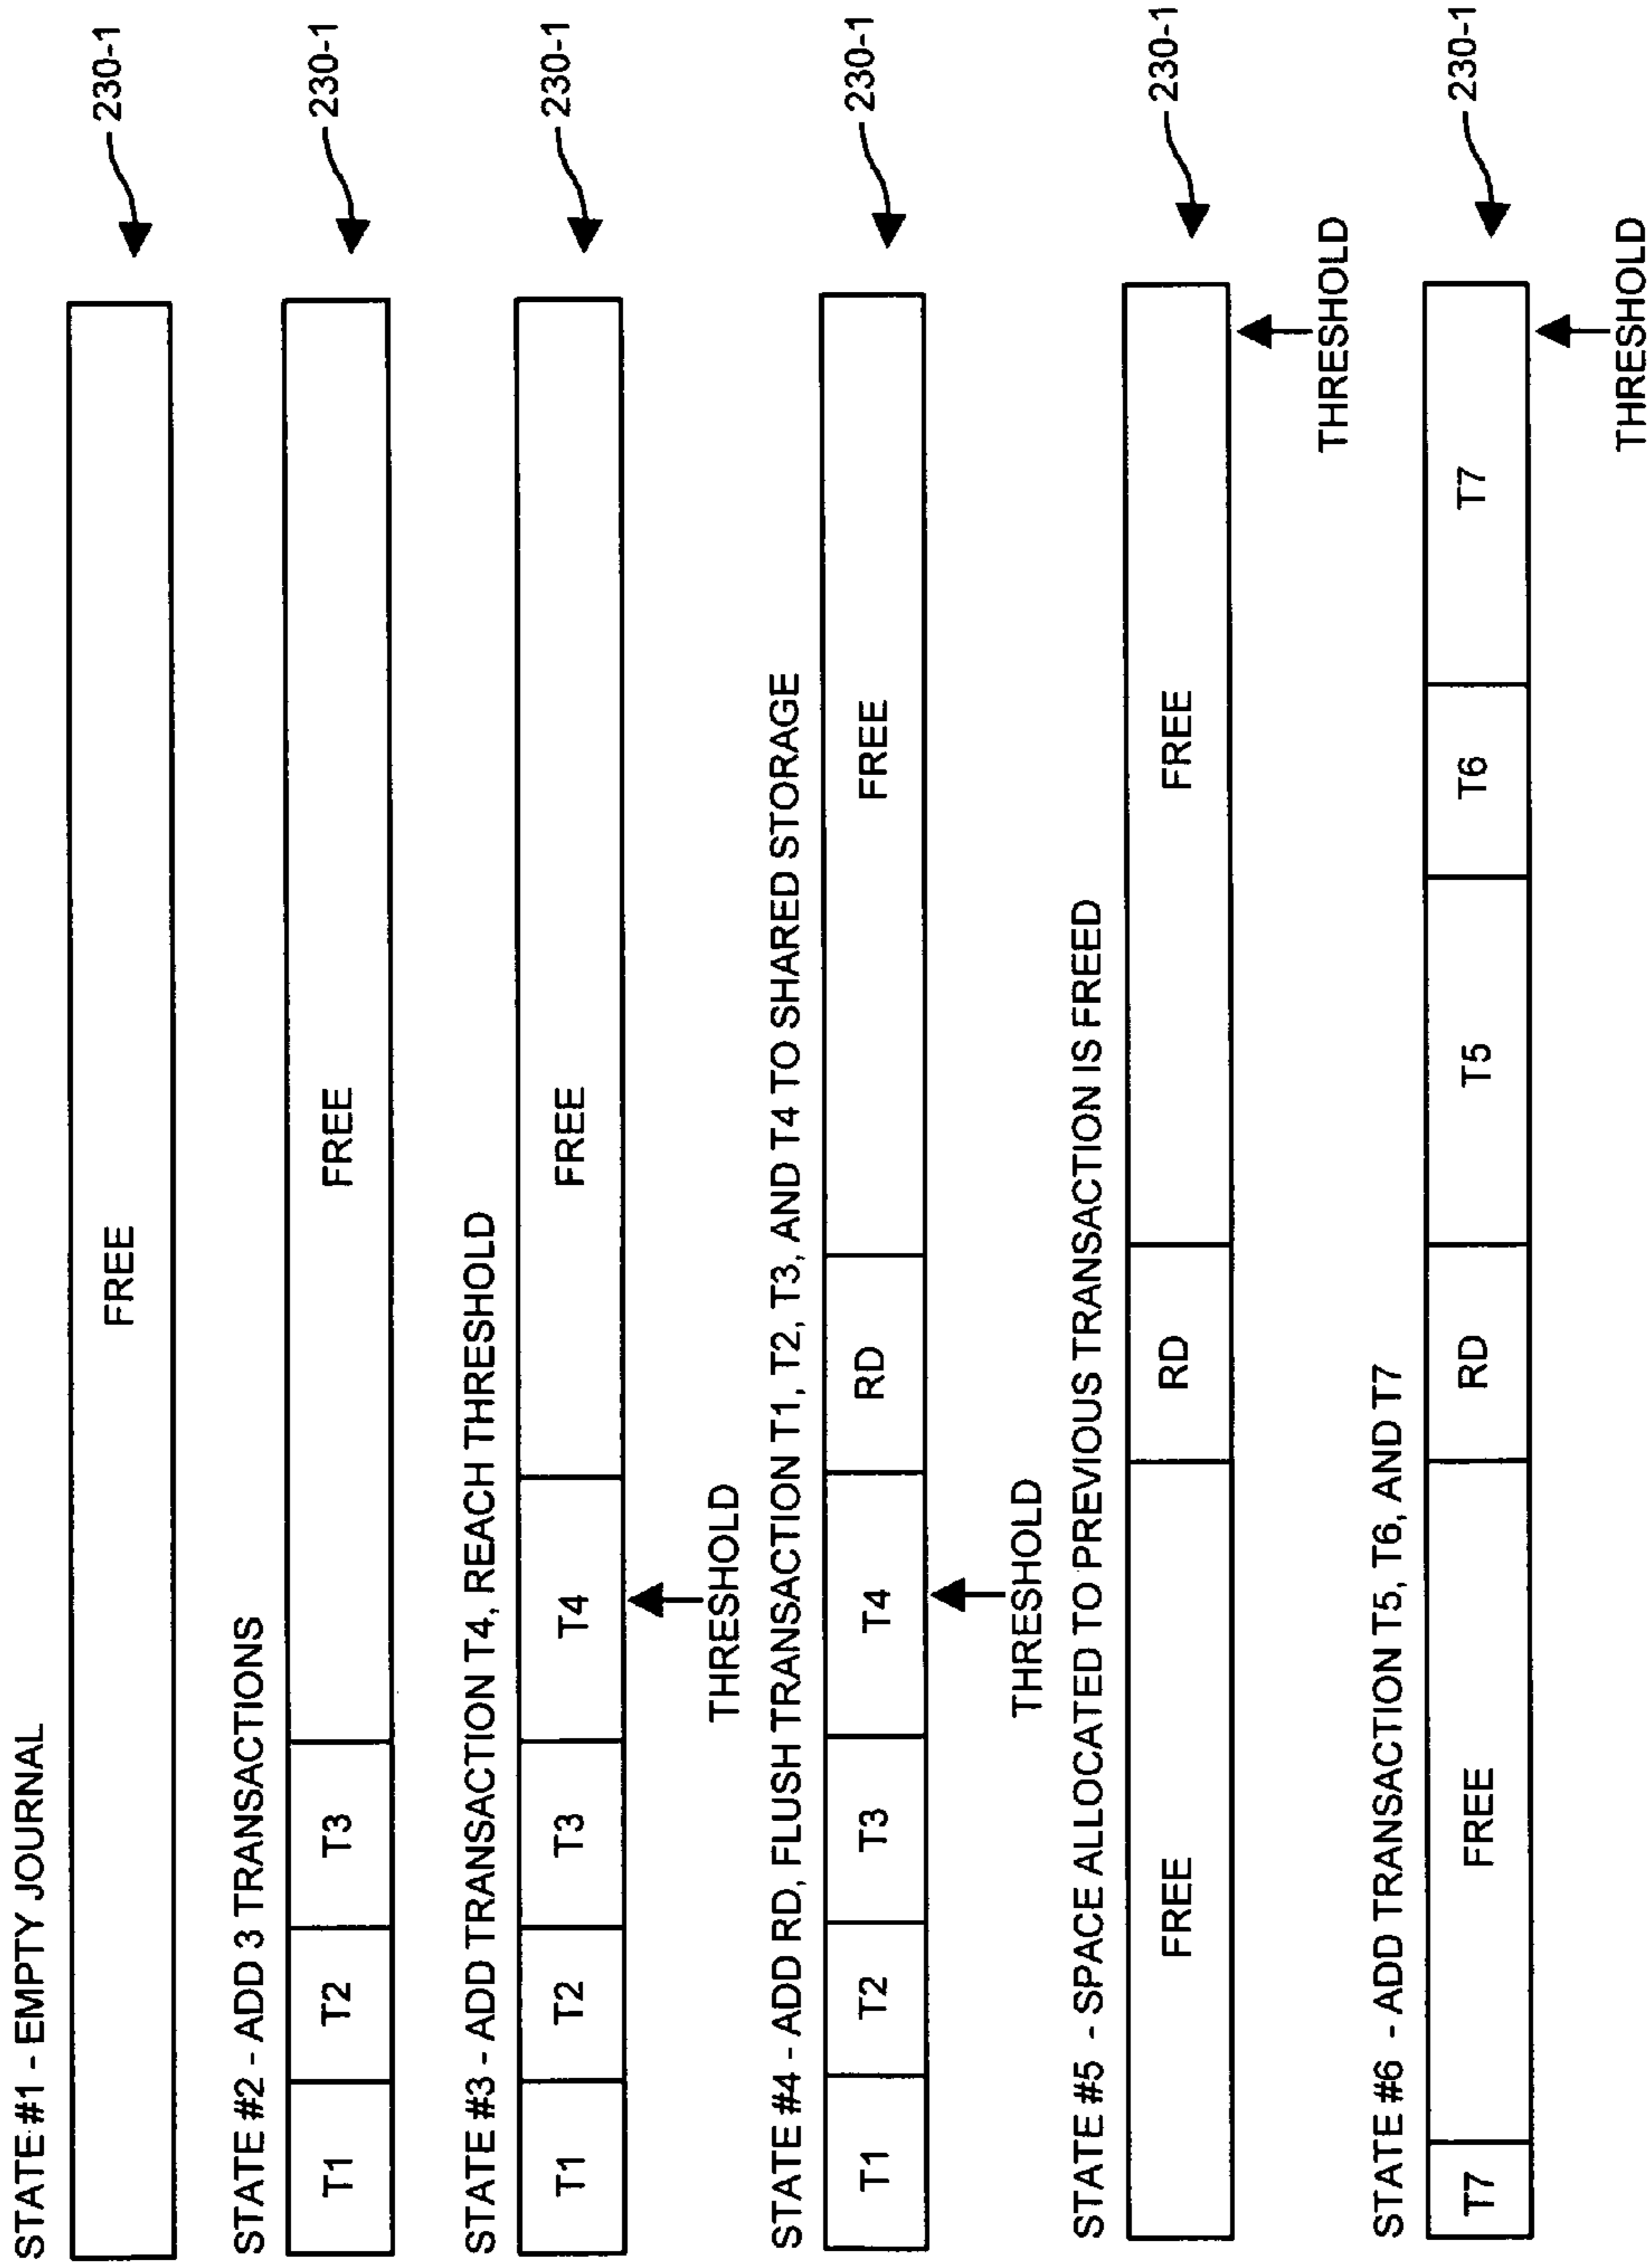 STATE #1 - EMPTY JOURNAL
FREE
230-1
STATE #2 - ADD 3 TRANSACTIONS
T1 T2 T3 FREE
230-1
STATE #3 - ADD TRANSACTION T4, REACH THRESHOLD
T1 T2 T3 T4 FREE
230-1
THRESHOLD
STATE #4 - ADD RD, FLUSH TRANSACTION T1, T2, T3, AND T4 TO SHARED STORAGE
T1 T2 T3 T4 RD FREE
230-1
THRESHOLD
STATE #5 - SPACE ALLOCATED TO PREVIOUS TRANSACTION IS FREED
FREE RD FREE
230-1
THRESHOLD
STATE #6 - ADD TRANSACTION T5, T6, AND T7
T7 FREE RD T5 T6 T7
230-1
THRESHOLD